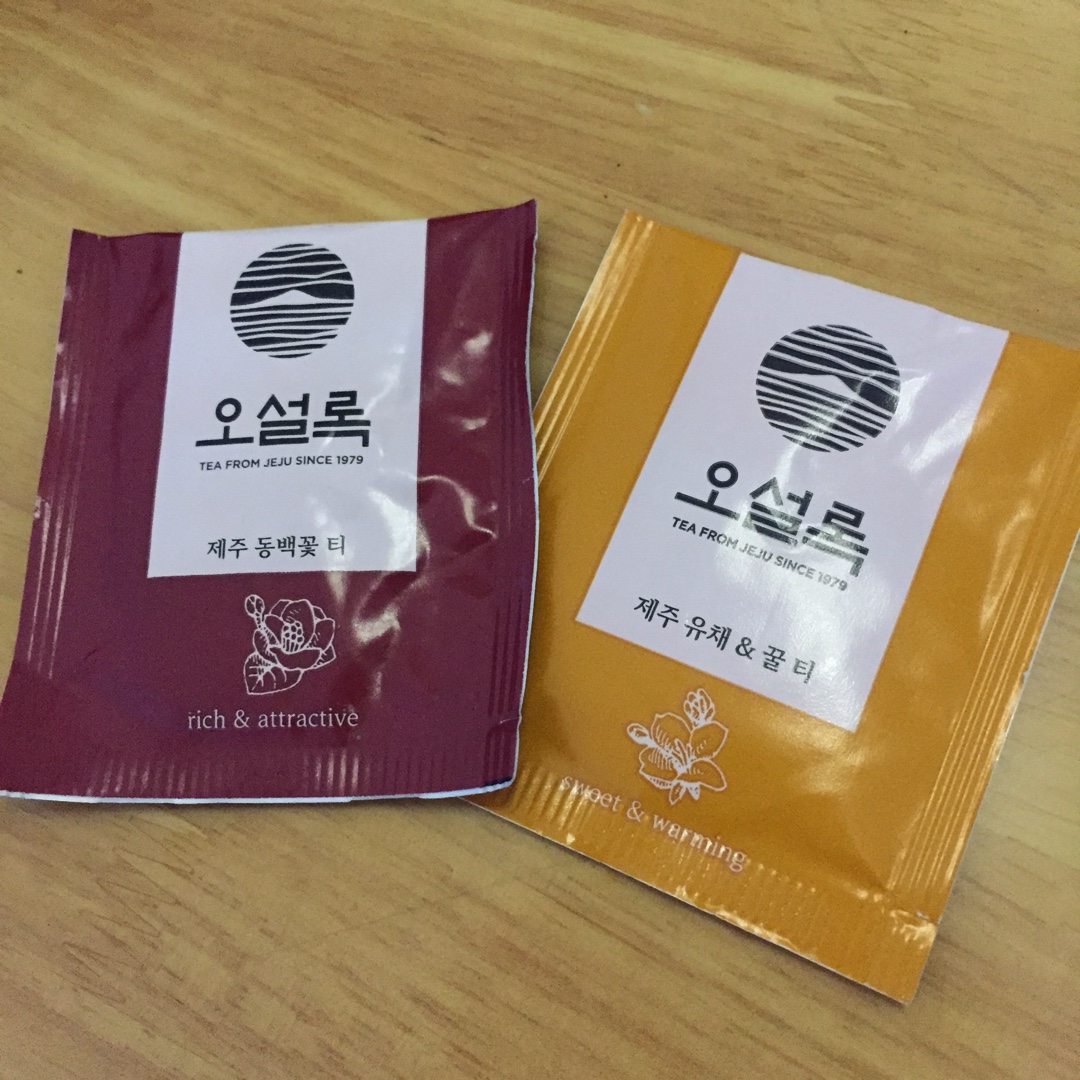 오설록
TEA FROM JEJU SINCE 1979
제주 동백꽃 티
rich & attractive
오설록
TEA FROM JEJU SINCE 1979
제주 유채 & 꿀 티
sweet & warming